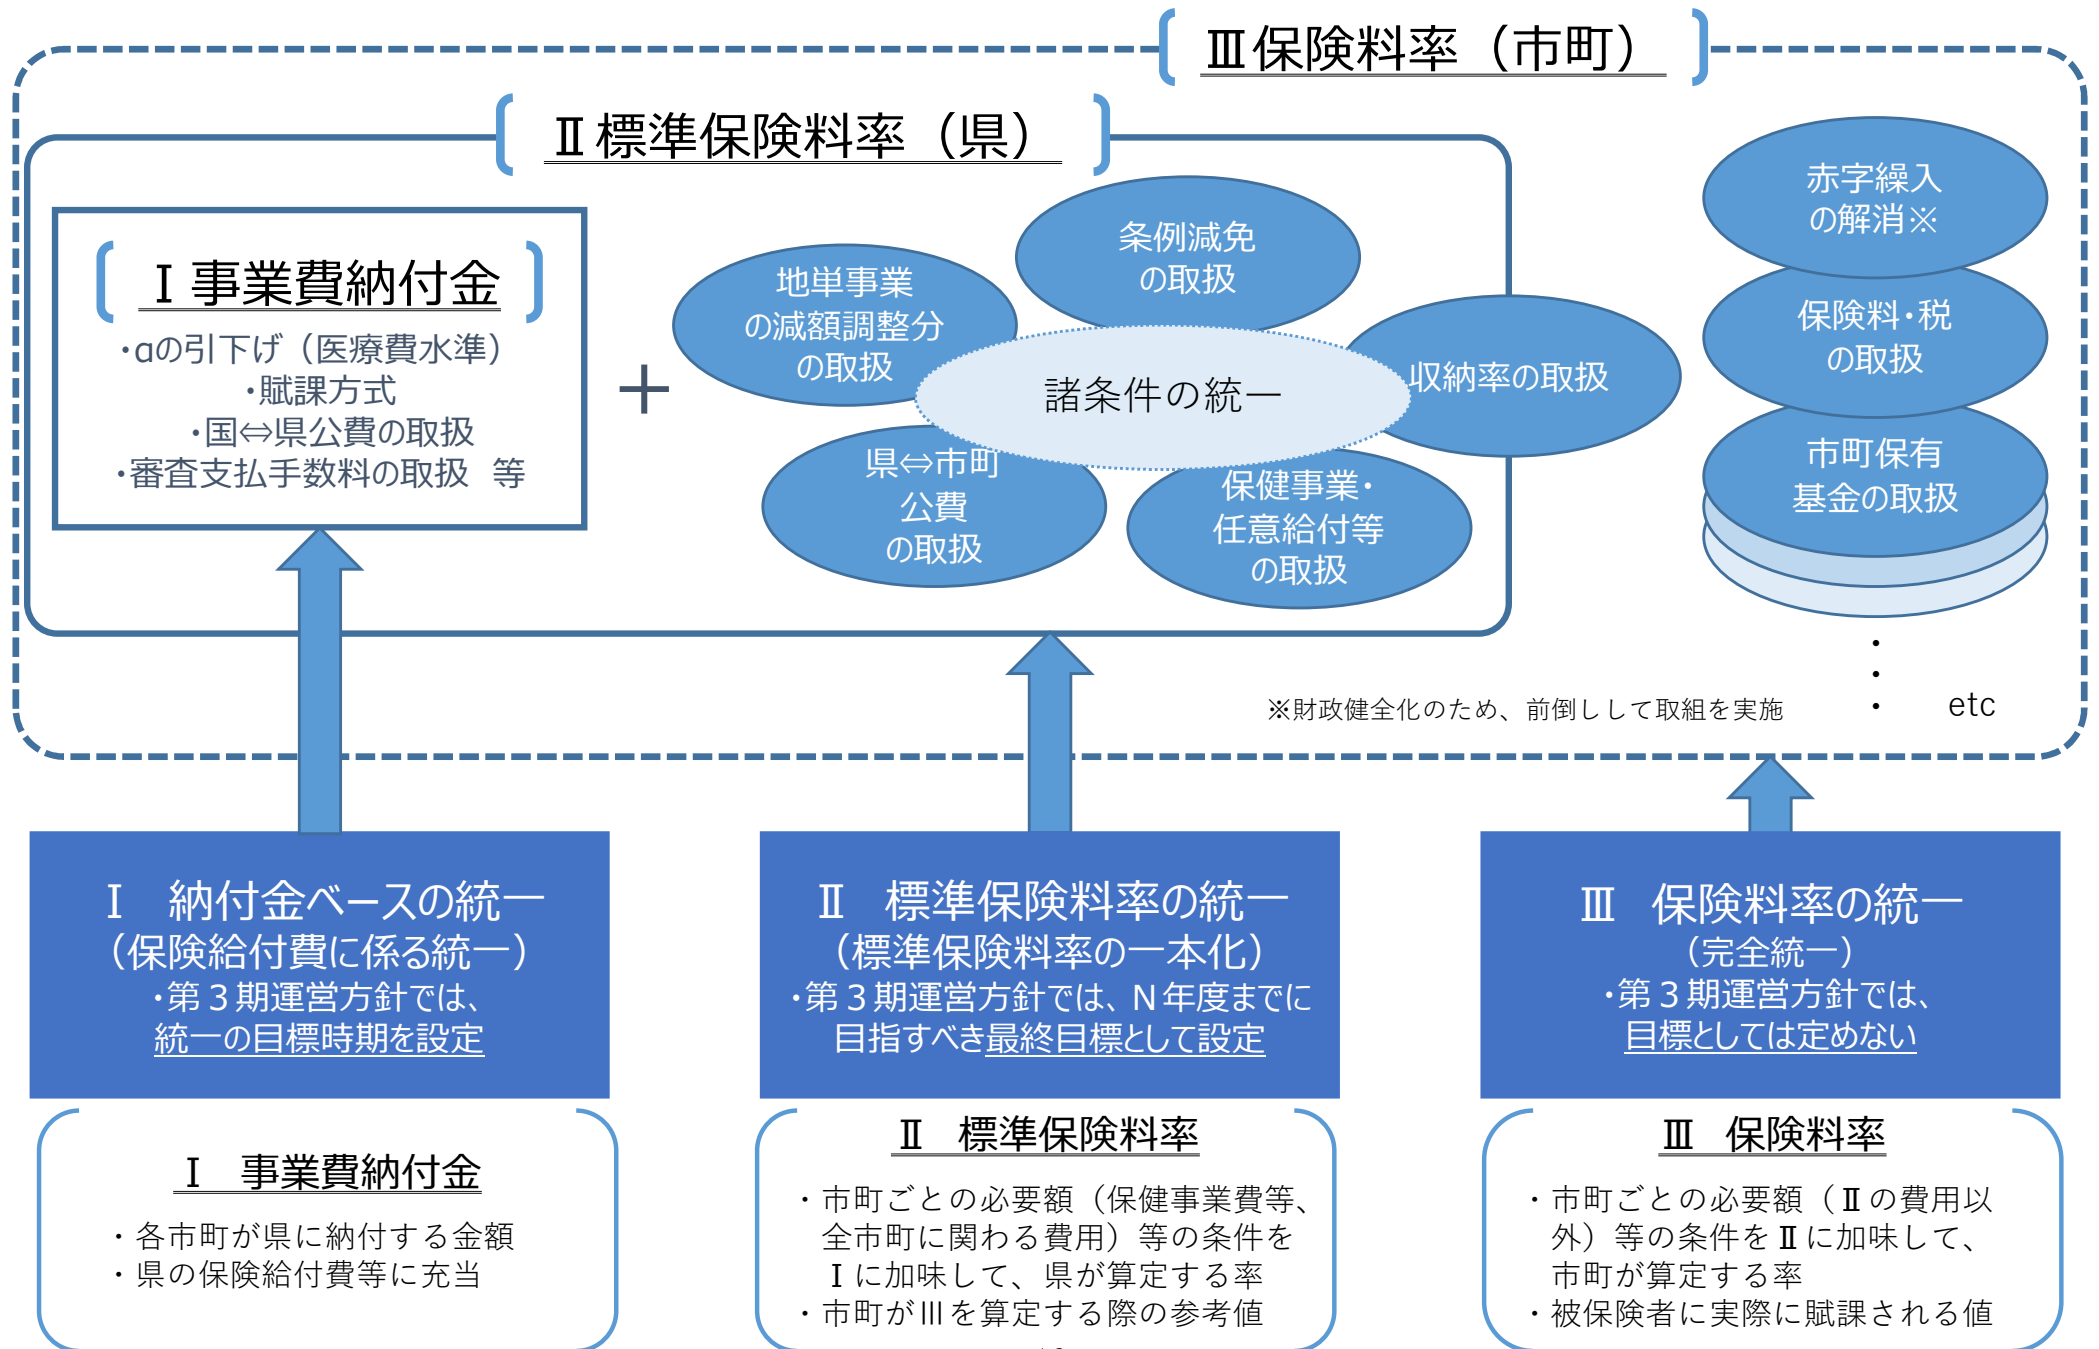 Ⅲ保険料率（市町）
Ⅱ標準保険料率（県）
Ⅰ事業費納付金
・αの引下げ（医療費水準）
・賦課方式
・国⇔県公費の取扱
・審査支払手数料の取扱　等
＋
地単事業
の減額調整分
の取扱
条例減免
の取扱
収納率の取扱
諸条件の統一
県⇔市町
公費
の取扱
保健事業・
任意給付等
の取扱
赤字繰入
の解消※
保険料・税
の取扱
市町保有
基金の取扱
・
・
・　etc
※財政健全化のため、前倒しして取組を実施
Ⅰ　納付金ベースの統一
（保険給付費に係る統一）
・第３期運営方針では、
統一の目標時期を設定
Ⅱ　標準保険料率の統一
（標準保険料率の一本化）
・第３期運営方針では、Ｎ年度までに
目指すべき最終目標として設定
Ⅲ　保険料率の統一
（完全統一）
・第３期運営方針では、
目標としては定めない
Ⅰ　事業費納付金
・各市町が県に納付する金額
・県の保険給付費等に充当
Ⅱ　標準保険料率
・市町ごとの必要額（保健事業費等、
全市町に関わる費用）等の条件を
Ⅰに加味して、県が算定する率
・市町がⅢを算定する際の参考値
Ⅲ　保険料率
・市町ごとの必要額（Ⅱの費用以
外）等の条件をⅡに加味して、
市町が算定する率
・被保険者に実際に賦課される値